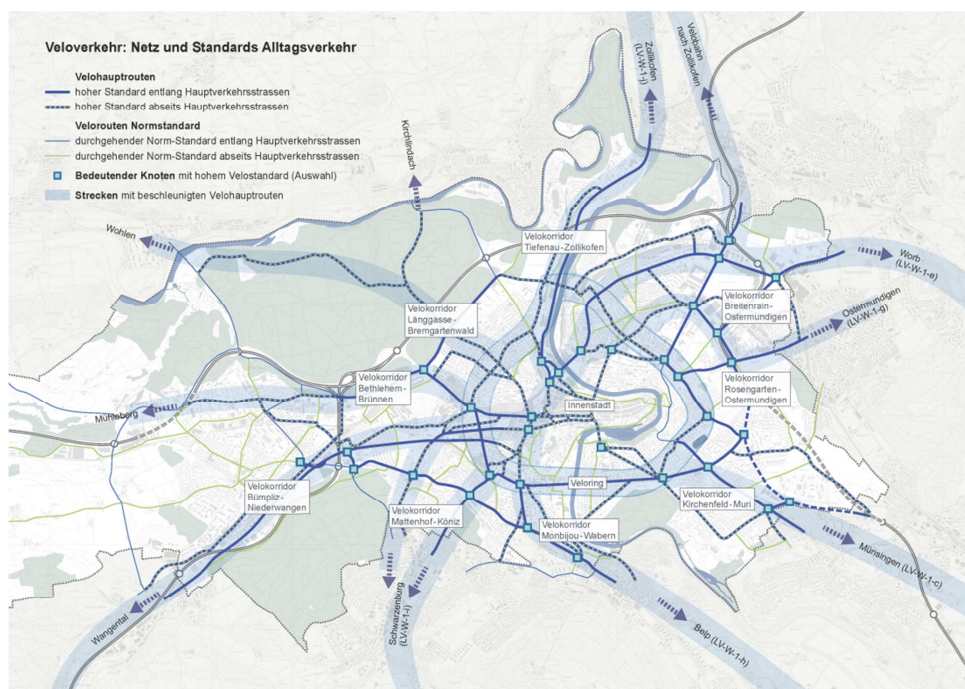 Veloverkehr: Netz und Standards Alltagsverkehr
Velohauptrouten
hoher Standard entlang Hauptverkehrsstrassen
hoher Standard abseits Hauptverkehrsstrassen
Velorouten Normstandard
durchgehender Norm-Standard entlang Hauptverkehrsstrassen
durchgehender Norm-Standard abseits Hauptverkehrsstrassen
Bedeutender Knoten mit hohem Velostandard (Auswahl)
Strecken mit beschleunigten Velohauptrouten
Zollikofen
(LV-W-1-j)
Velobahn
nach Zollikofen
Kirchlindach
Wohlen
Velokorridor
Tiefenau-Zollikofen
Worb
(LV-W-1-e)
Velokorridor
Breitenrain-
Ostermundigen
Ostermundigen
(LV-W-1-g)
Velokorridor
Länggasse-
Bremgartenwald
Velokorridor
Bethlehem-
Brünnen
Velokorridor
Rosengarten-
Ostermundigen
Mühleberg
Innenstadt
Velokorridor
Bümpliz-
Niederwangen
Veloring
Velokorridor
Kirchenfeld-Muri
Velokorridor
Mattenhof-Köniz
Velokorridor
Monbijou-Wabern
Münsingen (LV-W-1-c)
Wangental
Schwarzenburg
(LV-W-1-i)
Belp (LV-W-1-h)